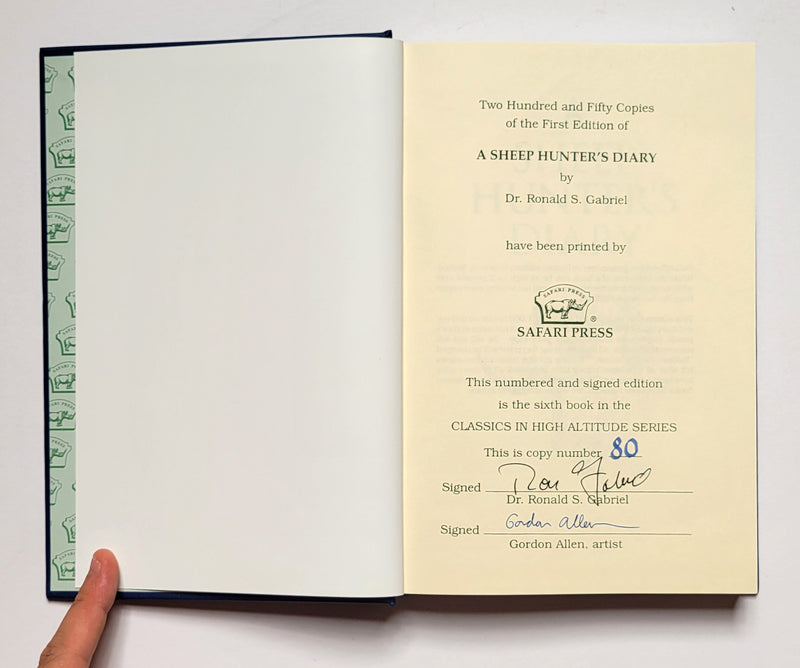 Two Hundred and Fifty Copies
of the First Edition of
A SHEEP HUNTER'S DIARY
by
Dr. Ronald S. Gabriel
have been printed by
SAFARI PRESS
®
SAFARI PRESS
This numbered and signed edition
is the sixth book in the
CLASSICS IN HIGH ALTITUDE SERIES
This is copy number 80
Signed Ron Gabriel
Dr. Ronald S. Gabriel
Signed Gordon Allen
Gordon Allen, artist